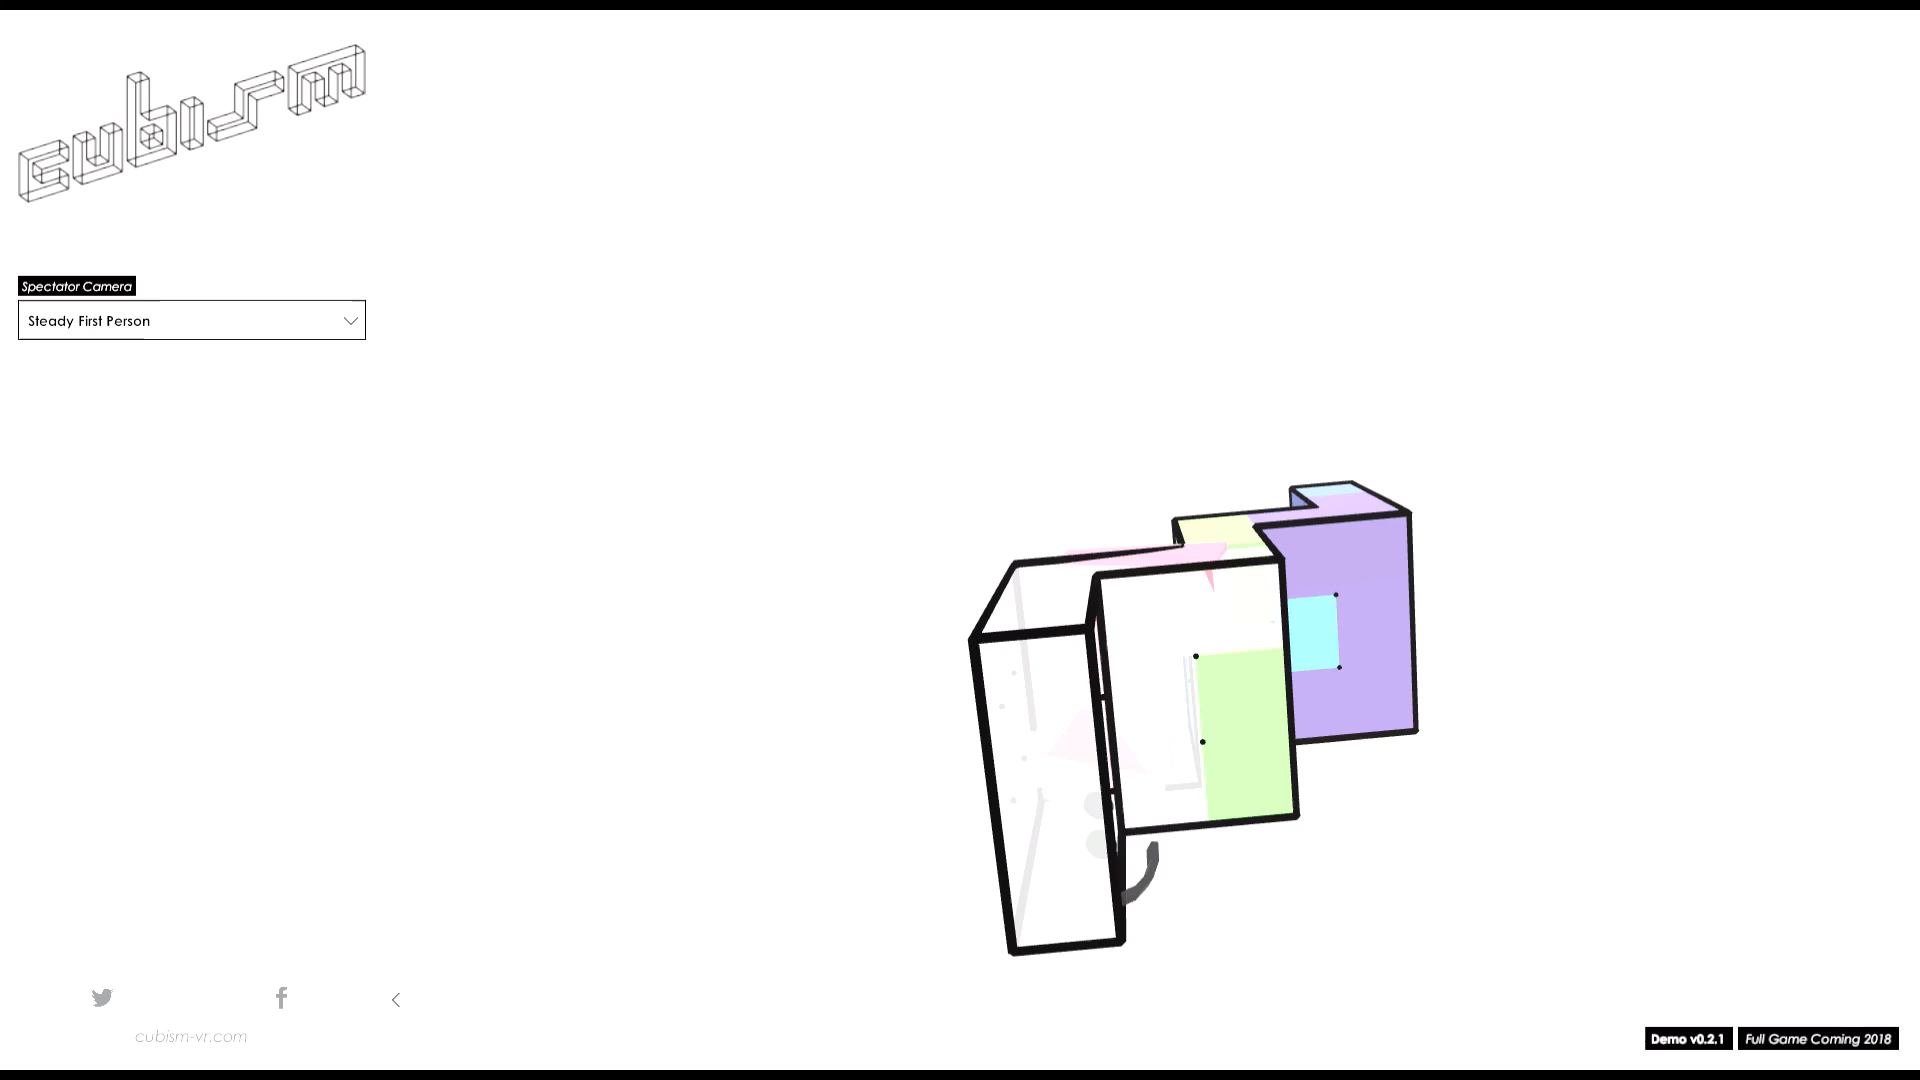 cubism
Spectator Camera
Steady First Person
cubism-vr.com
Demo v0.2.1
Full Game Coming 2018